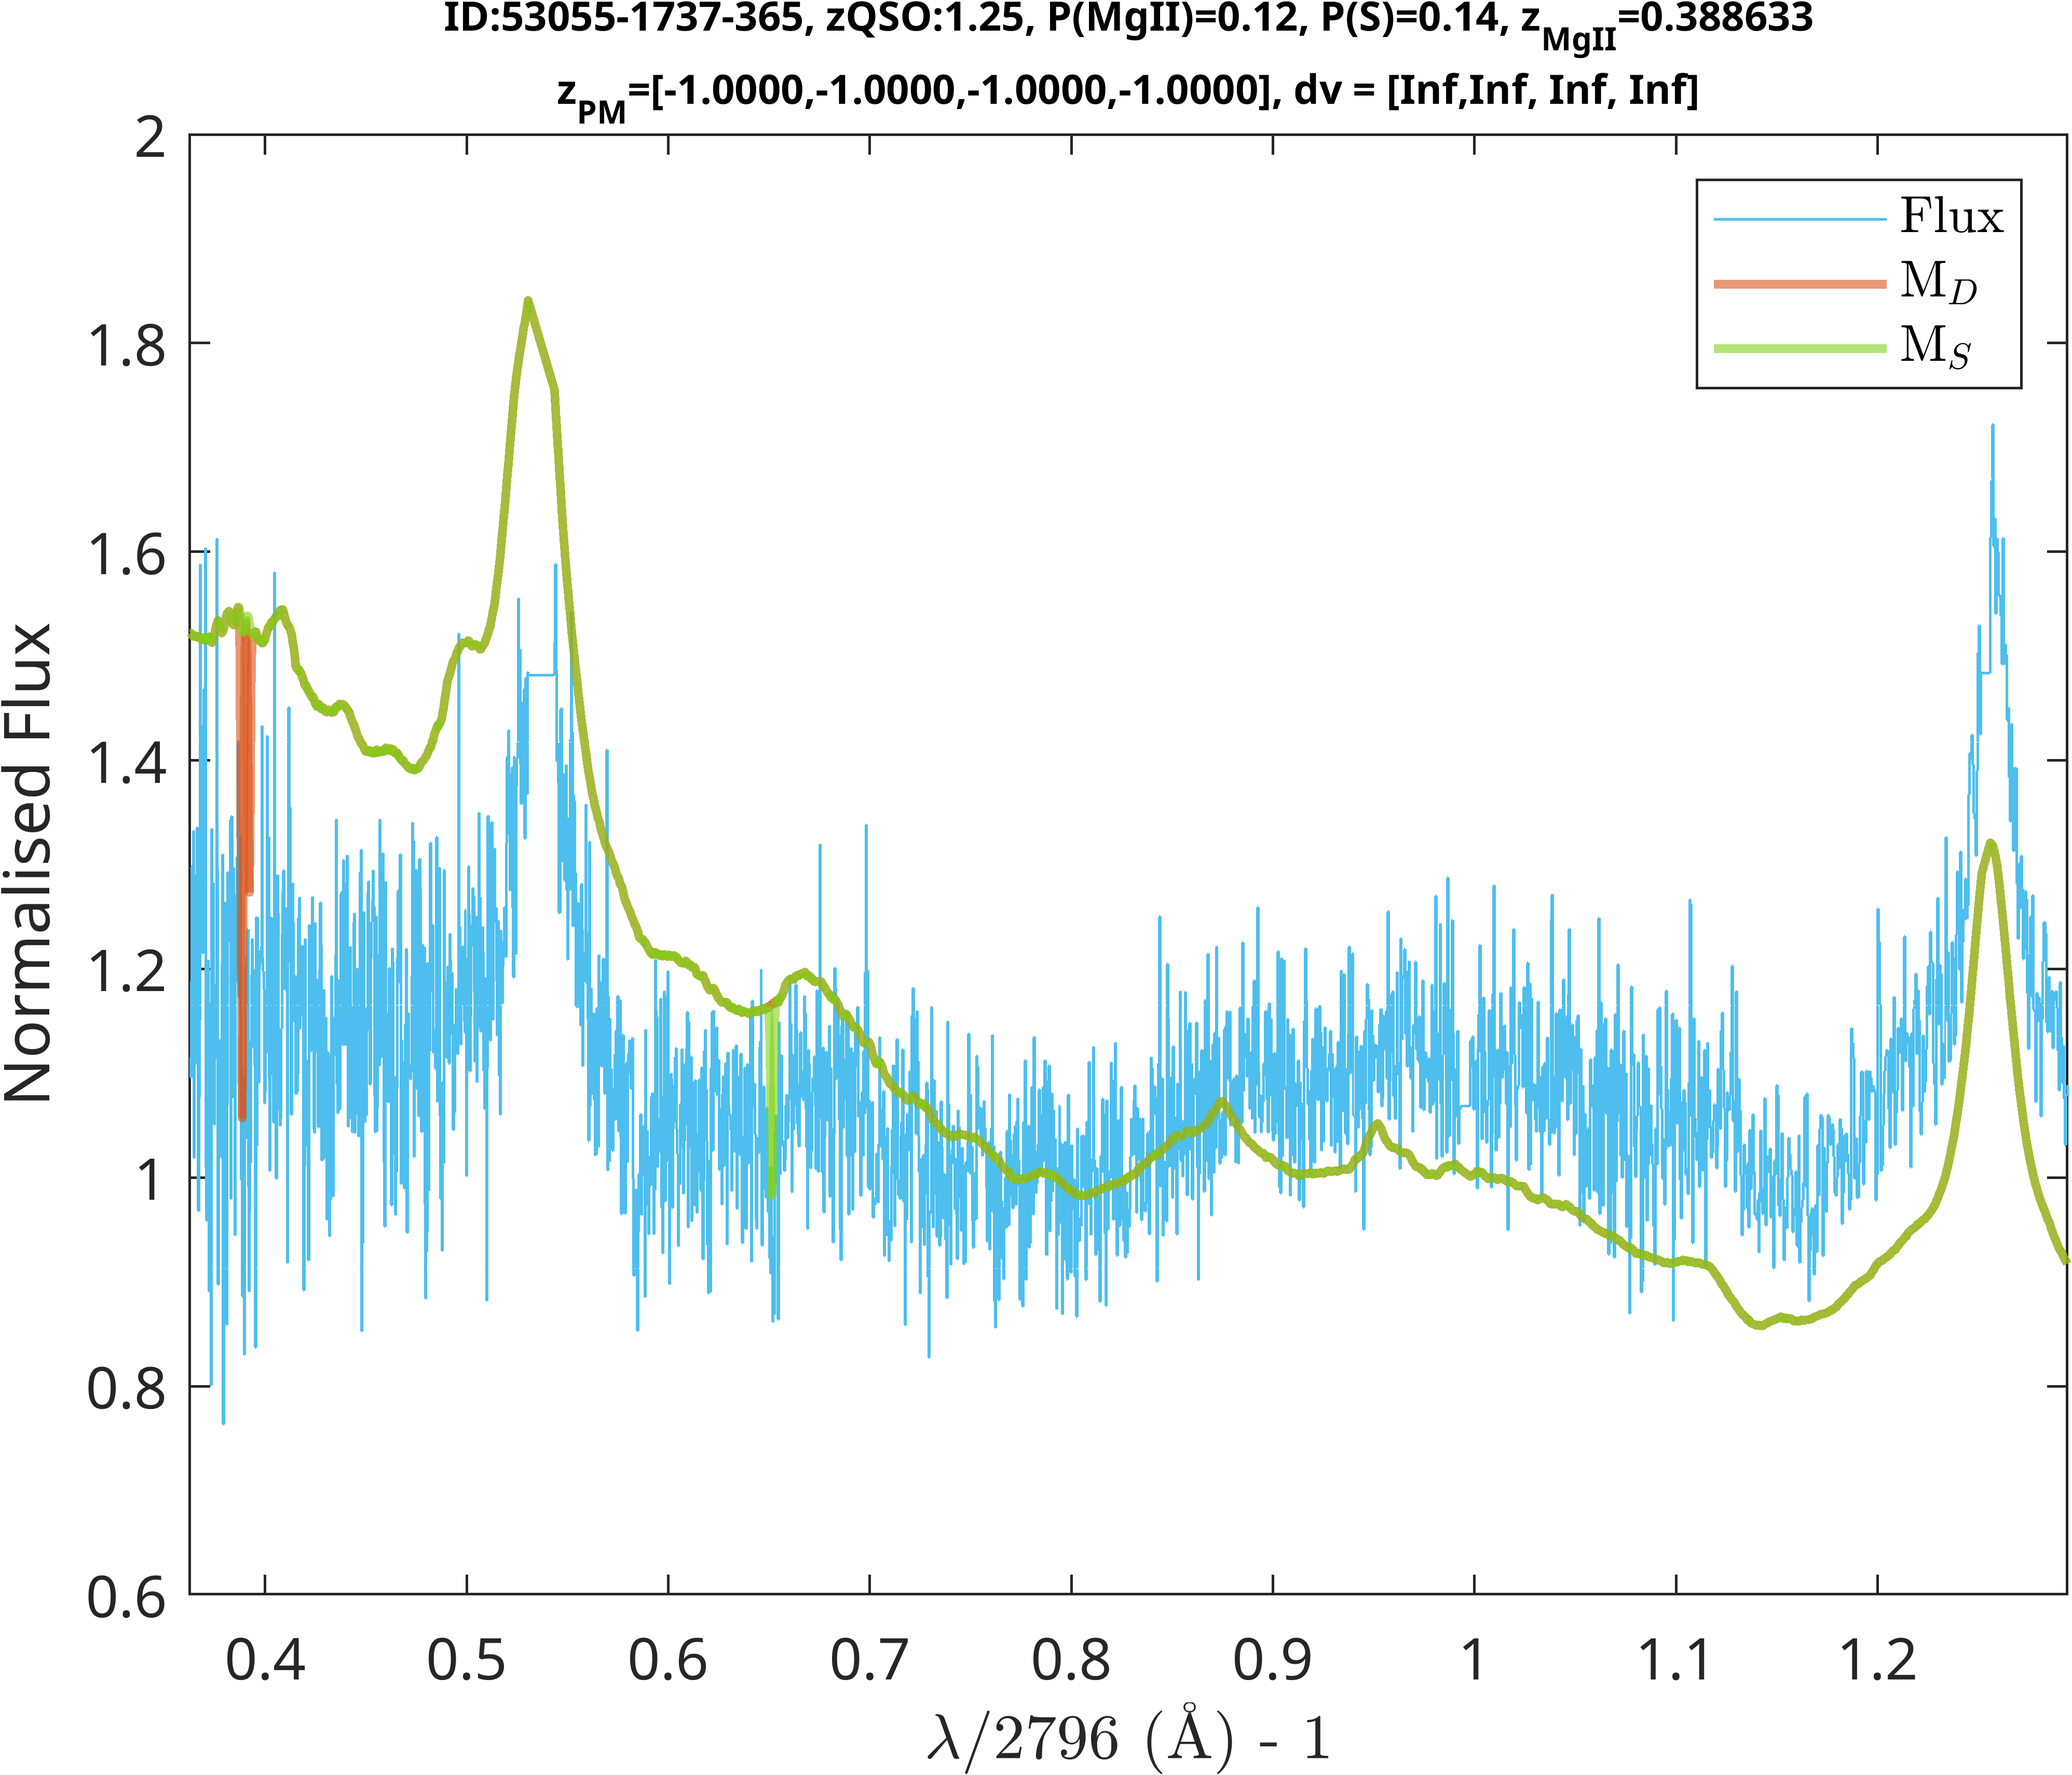 ID:53055-1737-365, zQSO:1.25, P(MgII)=0.12, P(S)=0.14, zMgII=0.388633
zPM=[-1.0000,-1.0000,-1.0000,-1.0000], dv = [Inf,Inf, Inf, Inf]
2
1.8
1.6
1.4
1.2
1
0.8
0.6
Normalised Flux
Flux
MD
MS
0.4 0.5 0.6 0.7 0.8 0.9 1 1.1 1.2
λ/2796 (Å) - 1